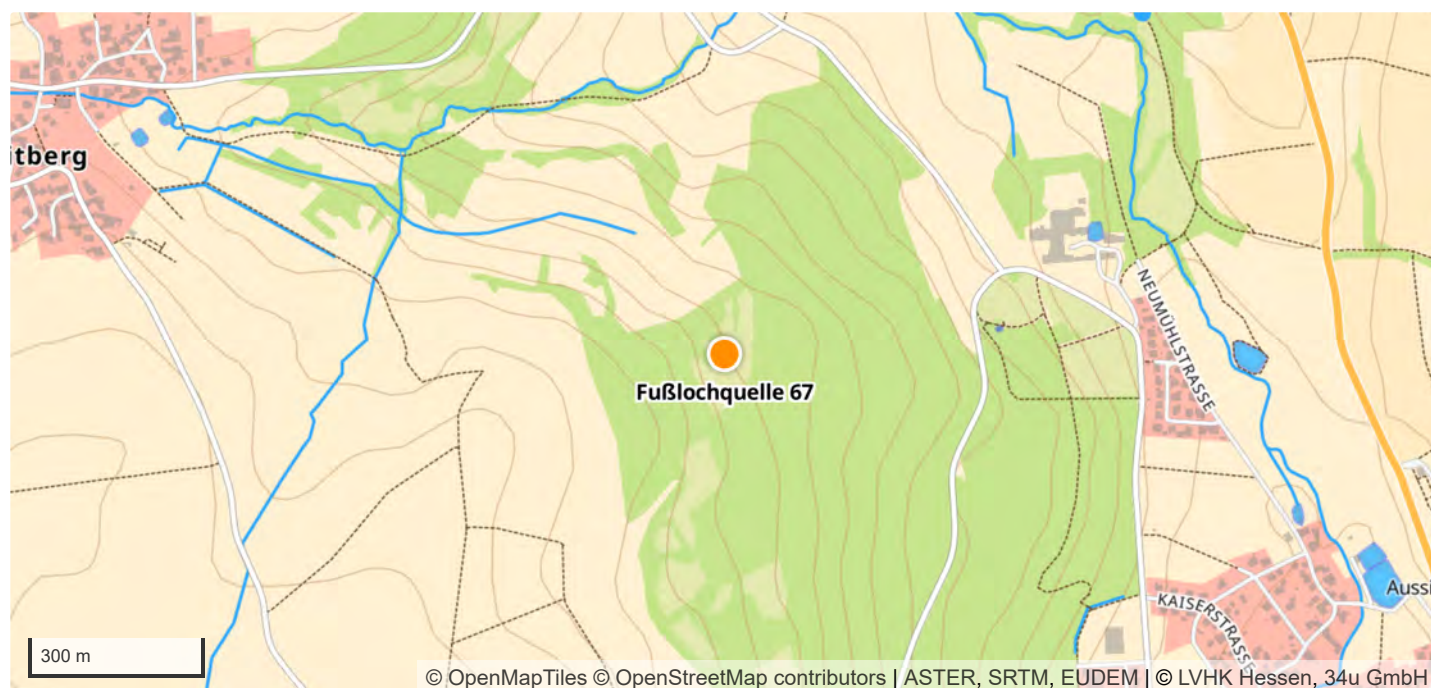 itberg
NEUMÜHLSTRASSE
Fußlochquelle 67
Aussi
KAISERSTRASSE
300 m
© OpenMapTiles © OpenStreetMap contributors | ASTER, SRTM, EUDEM | © LVHK Hessen, 34u GmbH